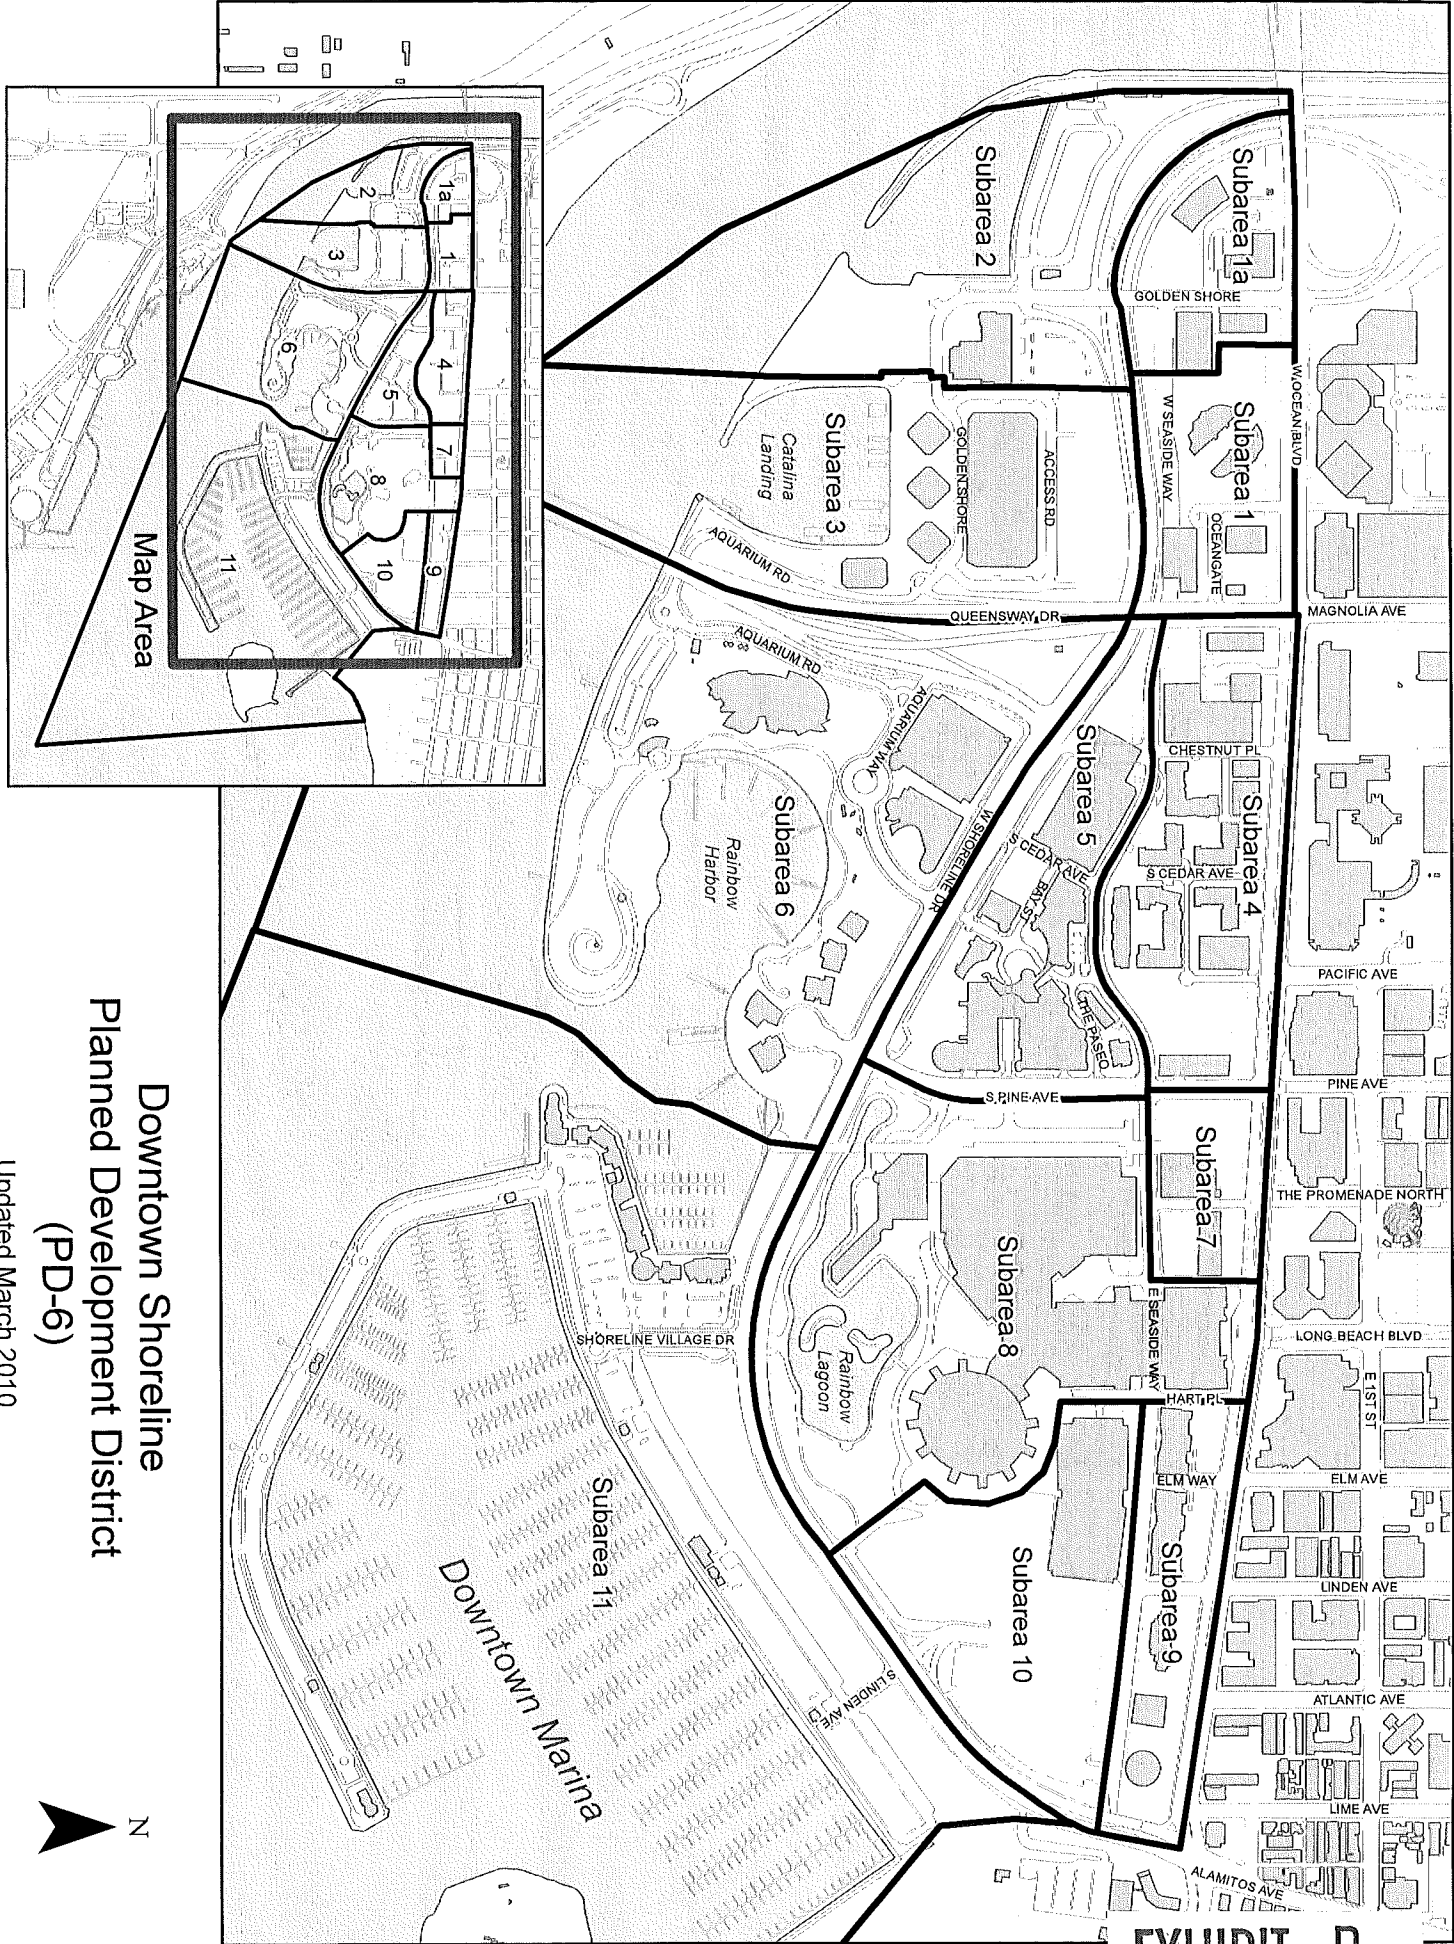 Subarea 1a
Subarea 2
GOLDEN SHORE
W OCEAN BLVD
Subarea 1
W SEASIDE WAY
OCEANGATE
MAGNOLIA AVE
Subarea 3
Catalina
Landing
GOLDEN SHORE
ACCESS RD
AQUARIUM RD
QUEENSWAY DR
AQUARIUM RD
AQUARIUM WAY
CHESTNUT PL
Subarea 4
S CEDAR AVE
Subarea 5
S CEDAR AVE
BAY ST
THE PASEO
W SHORELINE DR
Subarea 6
Rainbow
Harbor
PACIFIC AVE
PINE AVE
S PINE AVE
Subarea 7
THE PROMENADE NORTH
Subarea 8
E SEASIDE WAY
LONG BEACH BLVD
E 1ST ST
HART PL
Rainbow
Lagoon
SHORELINE VILLAGE DR
ELM AVE
ELM WAY
Subarea 9
LINDEN AVE
Subarea 10
Subarea 11
Downtown Marina
S LINDEN AVE
ATLANTIC AVE
LIME AVE
ALAMITOS AVE
1a
1
2
3
4
5
6
7
8
9
10
11
Map Area
Downtown Shoreline
Planned Development District
(PD-6)
Updated March 2010
N